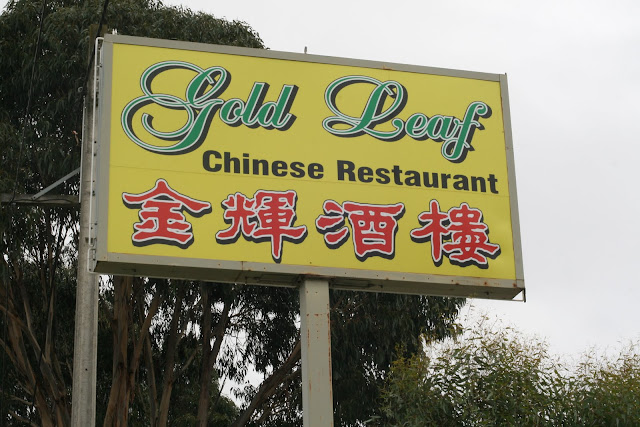 Gold Leaf
Chinese Restaurant
金輝酒樓